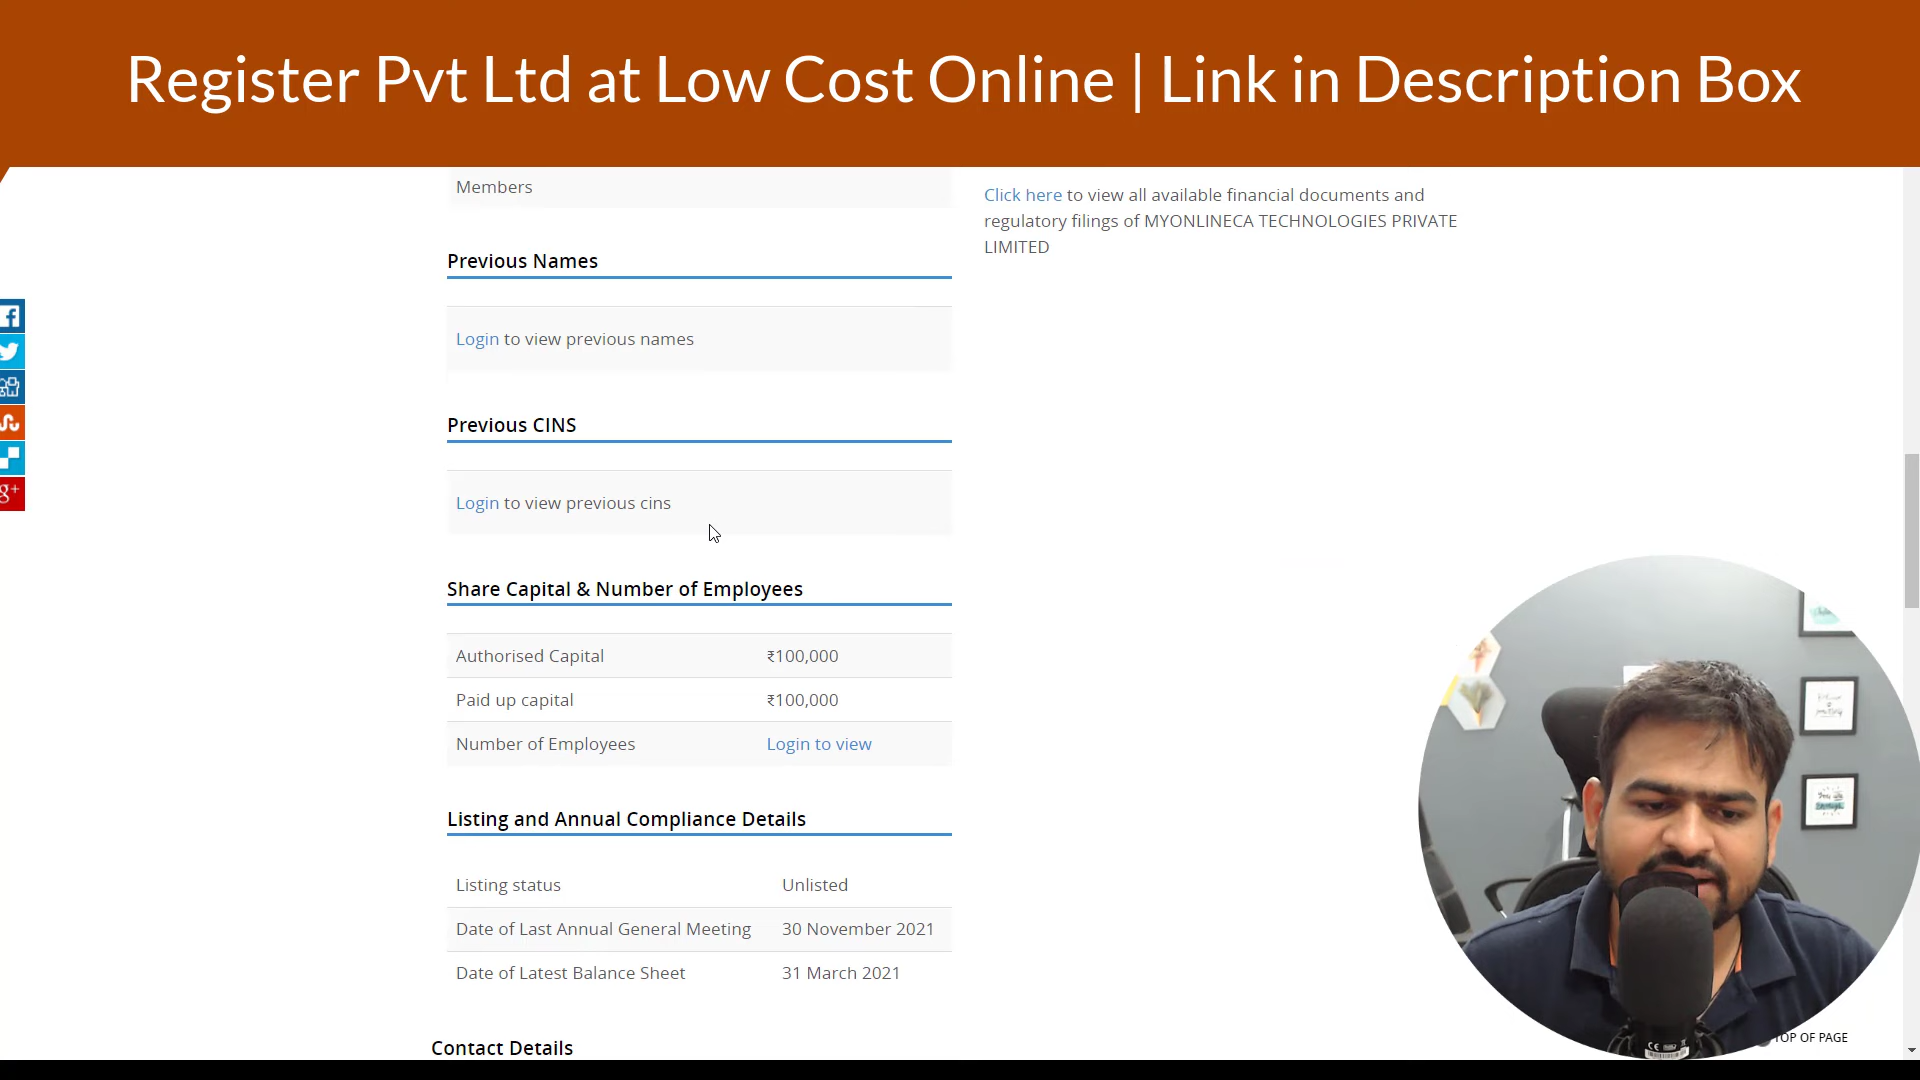 Register Pvt Ltd at Low Cost Online | Link in Description Box
Members
Click here to view all available financial documents and
regulatory filings of MYONLINECA TECHNOLOGIES PRIVATE
LIMITED
Previous Names
Login to view previous names
Previous CINS
Login to view previous cins
Share Capital & Number of Employees
Authorised Capital ₹100,000
Paid up capital ₹100,000
Number of Employees Login to view
Listing and Annual Compliance Details
Listing status Unlisted
Date of Last Annual General Meeting 30 November 2021
Date of Latest Balance Sheet 31 March 2021
Contact Details
TOP OF PAGE